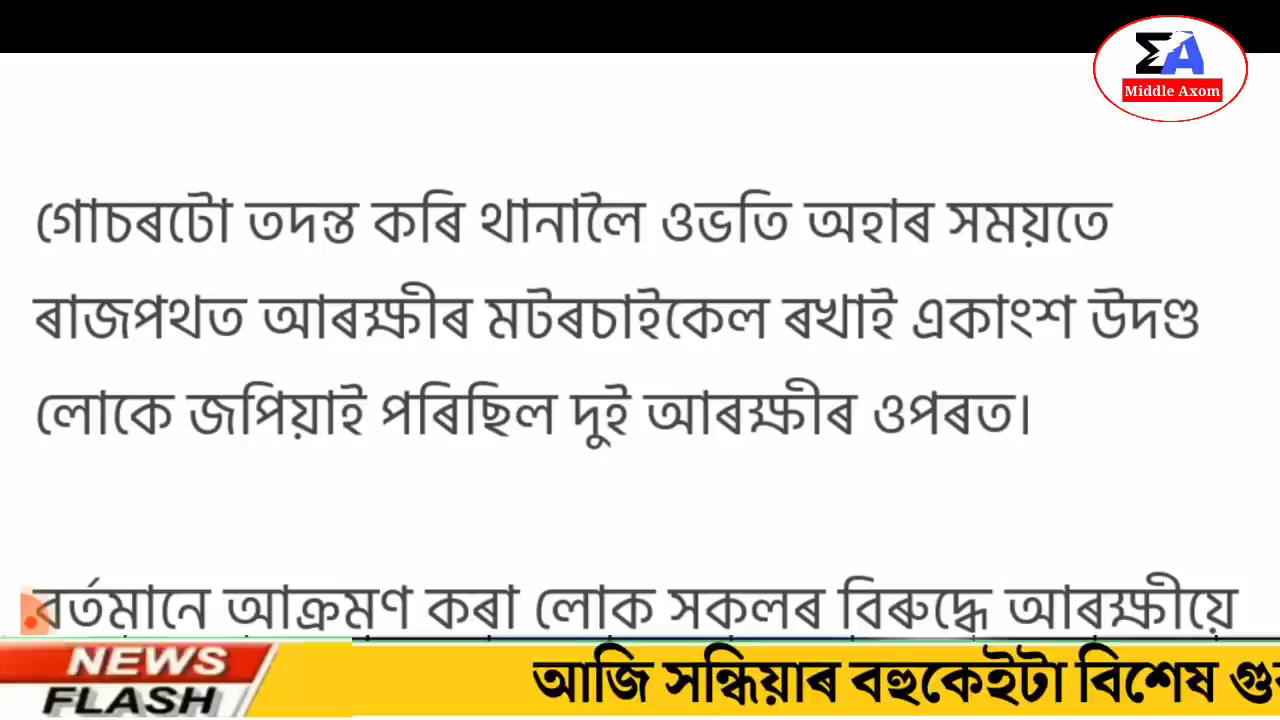 Middle Axom
গোচৰটো তদন্ত কৰি থানালৈ ওভতি অহাৰ সময়তে
ৰাজপথত আৰক্ষীৰ মটৰচাইকেল ৰখাই একাংশ উদণ্ড
লোকে জপিয়াই পৰিছিল দুই আৰক্ষীৰ ওপৰত।
বৰ্তমানে আক্ৰমণ কৰা লোক সকলৰ বিৰুদ্ধে আৰক্ষীয়ে
NEWS
FLASH
আজি সন্ধিয়াৰ বহুকেইটা বিশেষ